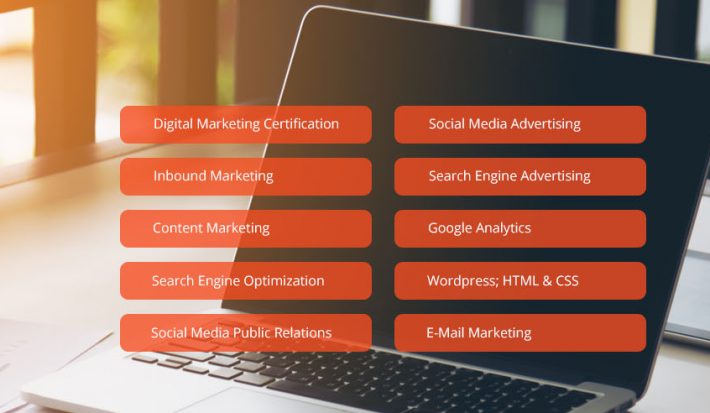 Digital Marketing Certification
Inbound Marketing
Content Marketing
Search Engine Optimization
Social Media Public Relations
Social Media Advertising
Search Engine Advertising
Google Analytics
Wordpress; HTML & CSS
E-Mail Marketing